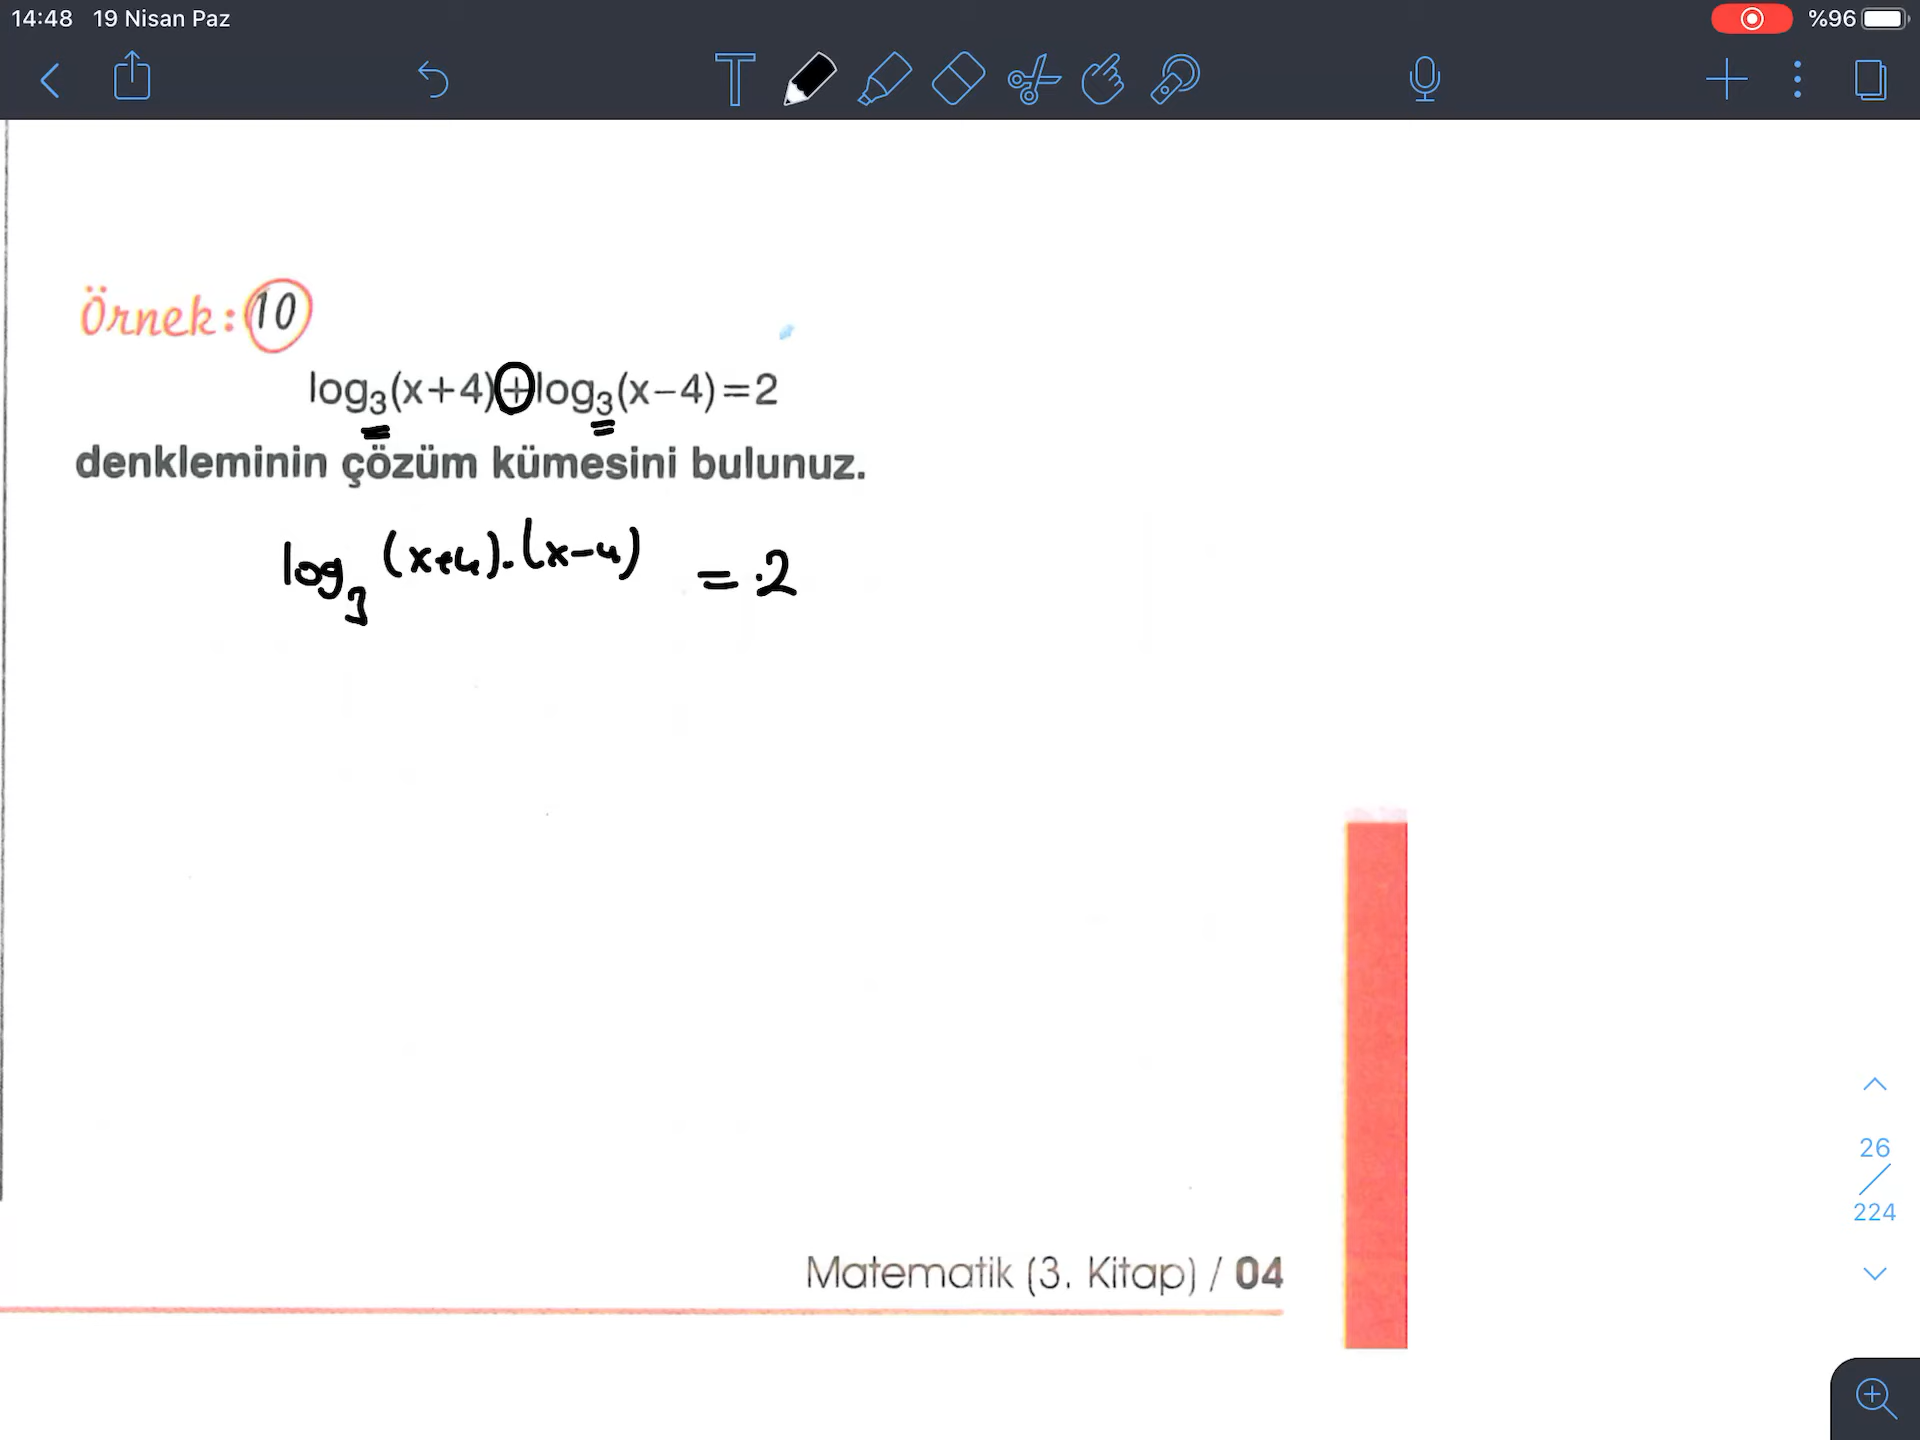 14:48 19 Nisan Paz
%96
T
Örnek: 10
log₃(x+4)+log₃(x−4)=2
denkleminin çözüm kümesini bulunuz.
log₃ (x+4).(x−4) = 2
26
/
224
Matematik (3. Kitap) / 04